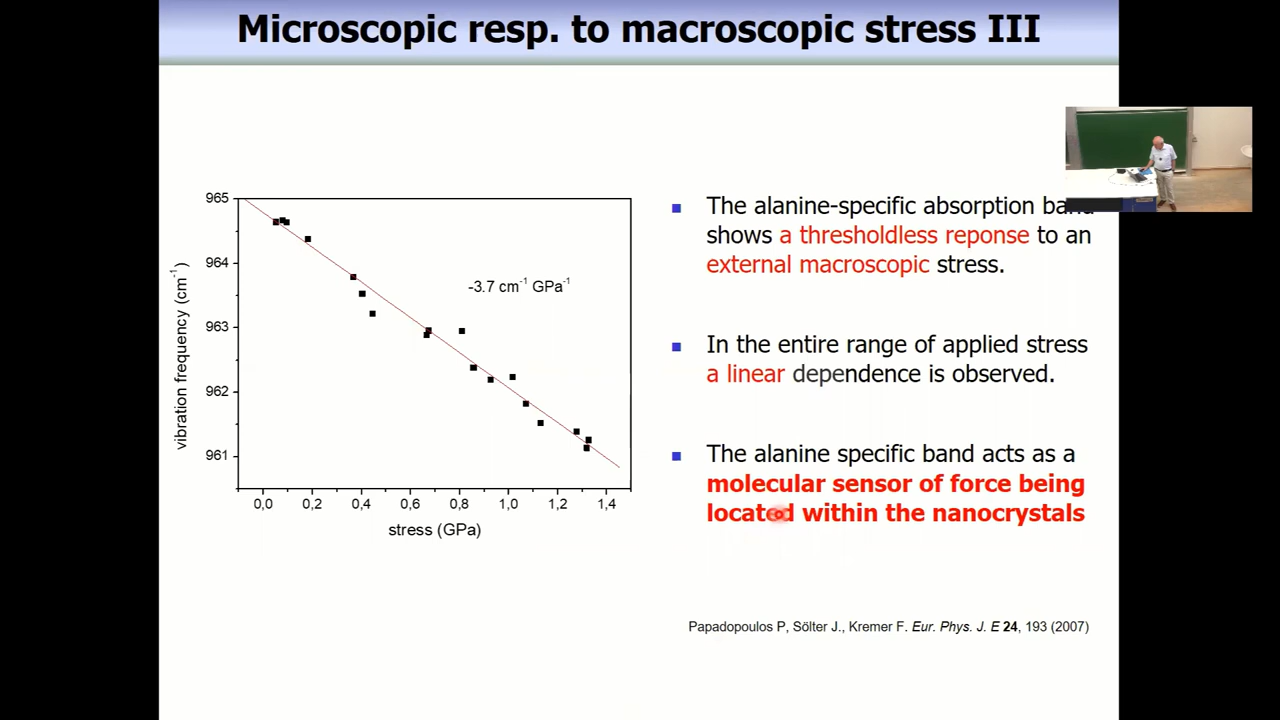 Microscopic resp. to macroscopic stress III
965
964
963
962
961
vibration frequency (cm⁻¹)
-3.7 cm⁻¹ GPa⁻¹
0,0 0,2 0,4 0,6 0,8 1,0 1,2 1,4
stress (GPa)
The alanine-specific absorption band
shows a thresholdless reponse to an
external macroscopic stress.
In the entire range of applied stress
a linear dependence is observed.
The alanine specific band acts as a
molecular sensor of force being
located within the nanocrystals
Papadopoulos P, Sölter J., Kremer F. Eur. Phys. J. E 24, 193 (2007)